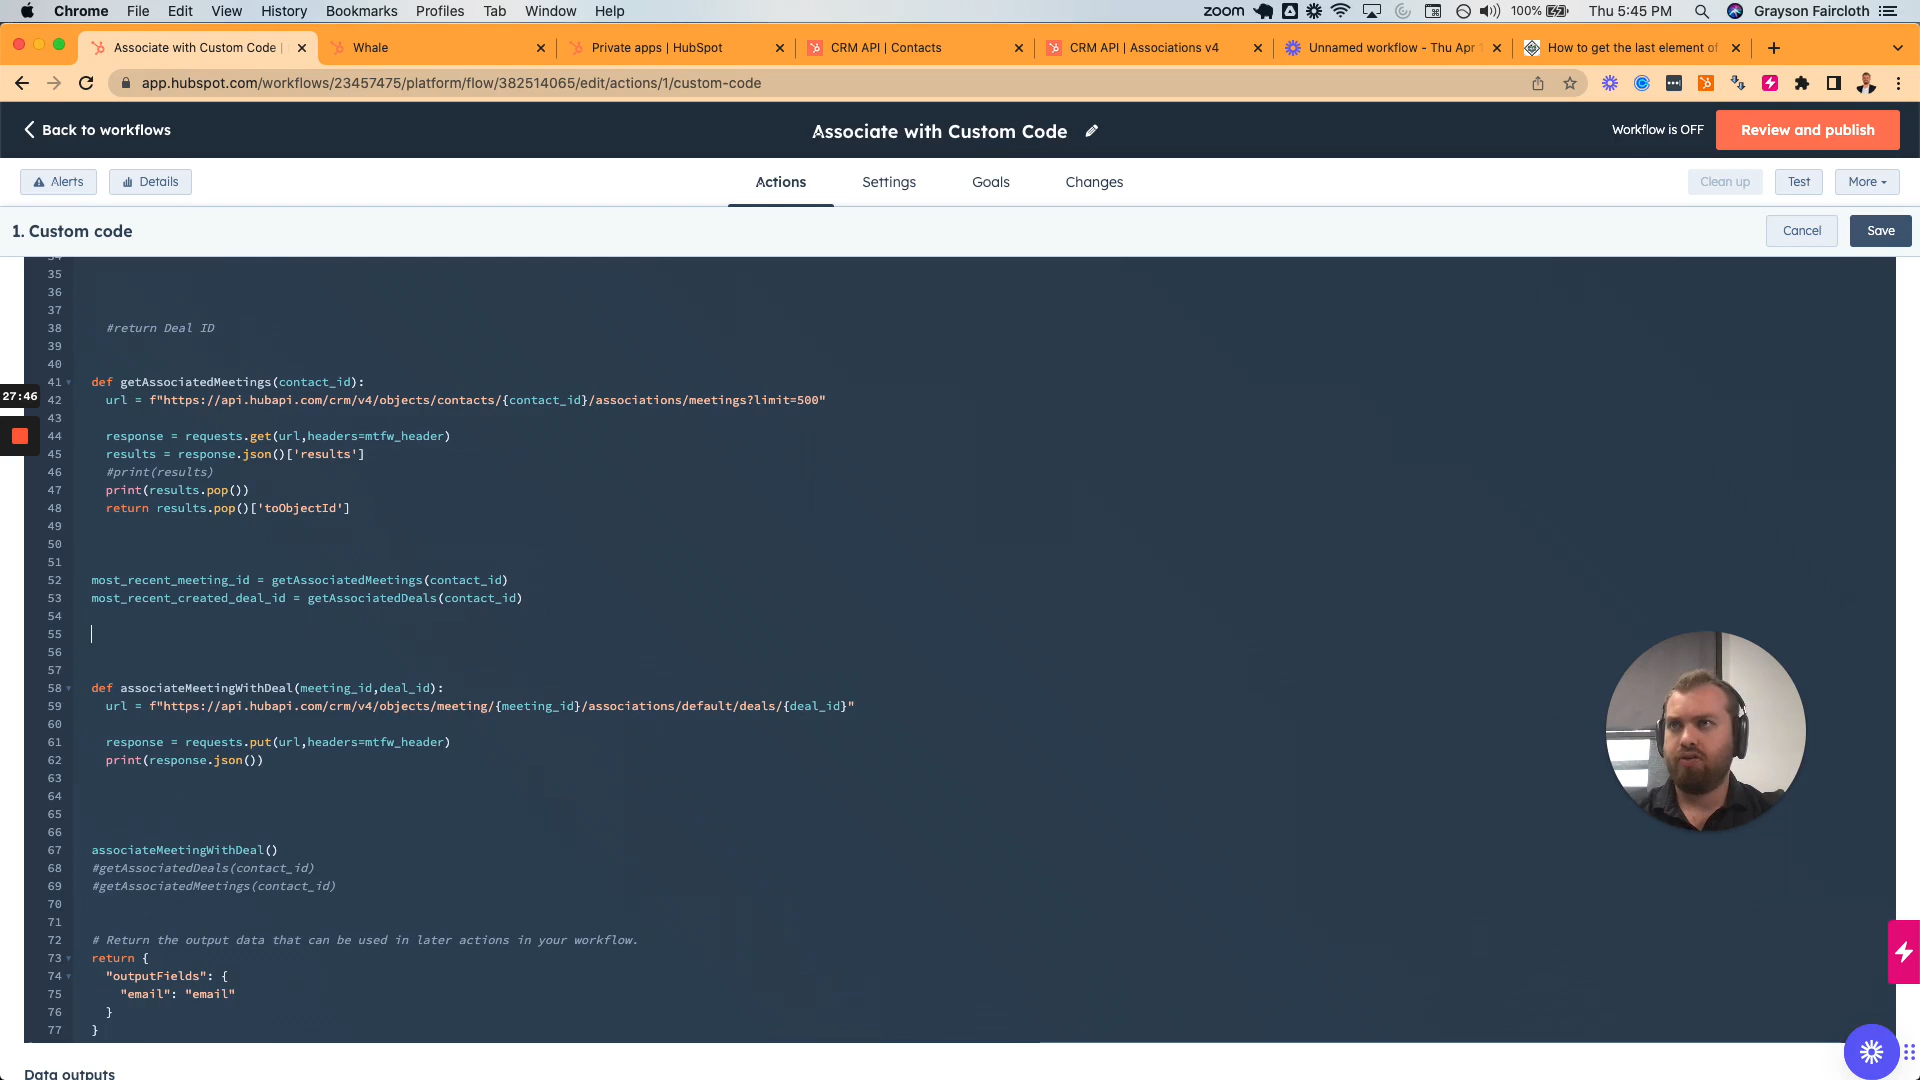 Chrome File Edit View History Bookmarks Profiles Tab Window Help zoom 100% Thu 5:45 PM Grayson Faircloth
Associate with Custom Code | Whale Private apps | HubSpot CRM API | Contacts CRM API | Associations v4 Unnamed workflow - Thu Apr How to get the last element of
app.hubspot.com/workflows/23457475/platform/flow/382514065/edit/actions/1/custom-code
Back to workflows Associate with Custom Code Workflow is OFF Review and publish
Alerts Details Actions Settings Goals Changes Clean up Test More
1. Custom code Cancel Save
34
35
36
37
38 #return Deal ID
39
40
41 def getAssociatedMeetings(contact_id):
27:46
42 url = f"https://api.hubapi.com/crm/v4/objects/contacts/{contact_id}/associations/meetings?limit=500"
43
44 response = requests.get(url,headers=mtfw_header)
45 results = response.json()['results']
46 #print(results)
47 print(results.pop())
48 return results.pop()['toObjectId']
49
50
51
52 most_recent_meeting_id = getAssociatedMeetings(contact_id)
53 most_recent_created_deal_id = getAssociatedDeals(contact_id)
54
55
56
57
58 def associateMeetingWithDeal(meeting_id,deal_id):
59 url = f"https://api.hubapi.com/crm/v4/objects/meeting/{meeting_id}/associations/default/deals/{deal_id}"
60
61 response = requests.put(url,headers=mtfw_header)
62 print(response.json())
63
64
65
66
67 associateMeetingWithDeal()
68 #getAssociatedDeals(contact_id)
69 #getAssociatedMeetings(contact_id)
70
71
72 # Return the output data that can be used in later actions in your workflow.
73 return {
74 "outputFields": {
75 "email": "email"
76 }
77 }
Data outputs